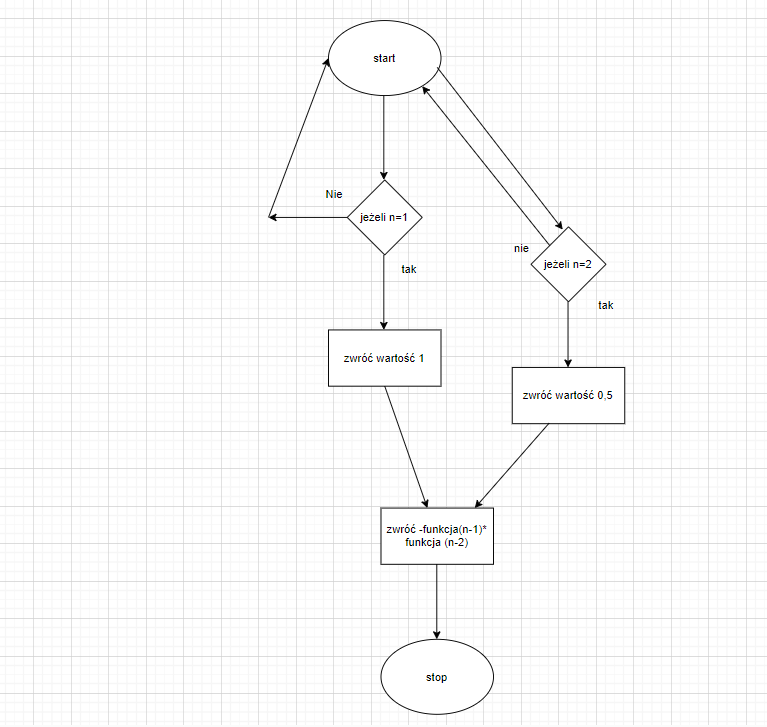 start
Nie
jeżeli n=1
nie
jeżeli n=2
tak
tak
zwróć wartość 1
zwróć wartość 0,5
zwróć -funkcja(n-1)*
funkcja (n-2)
stop